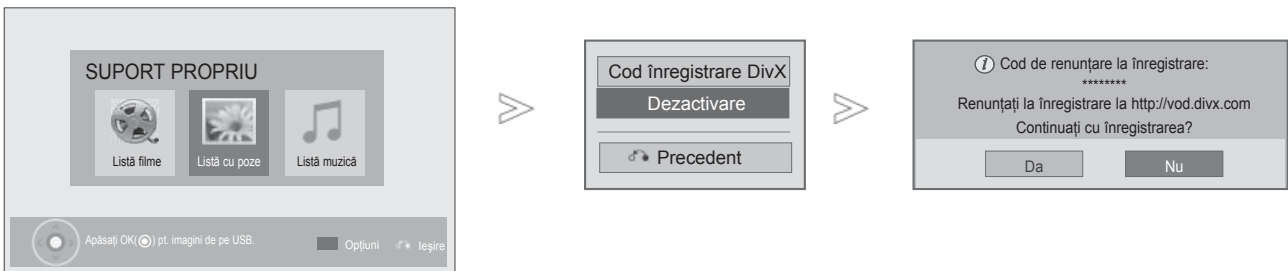 SUPORT PROPRIU
Listă filme
Listă cu poze
Listă muzică
Apăsați OK(◉) pt. imagini de pe USB.
Opțiuni
Ieşire
Cod înregistrare DivX
Dezactivare
Precedent
Cod de renunțare la înregistrare:
********
Renunțați la înregistrare la http://vod.divx.com
Continuați cu înregistrarea?
Da
Nu